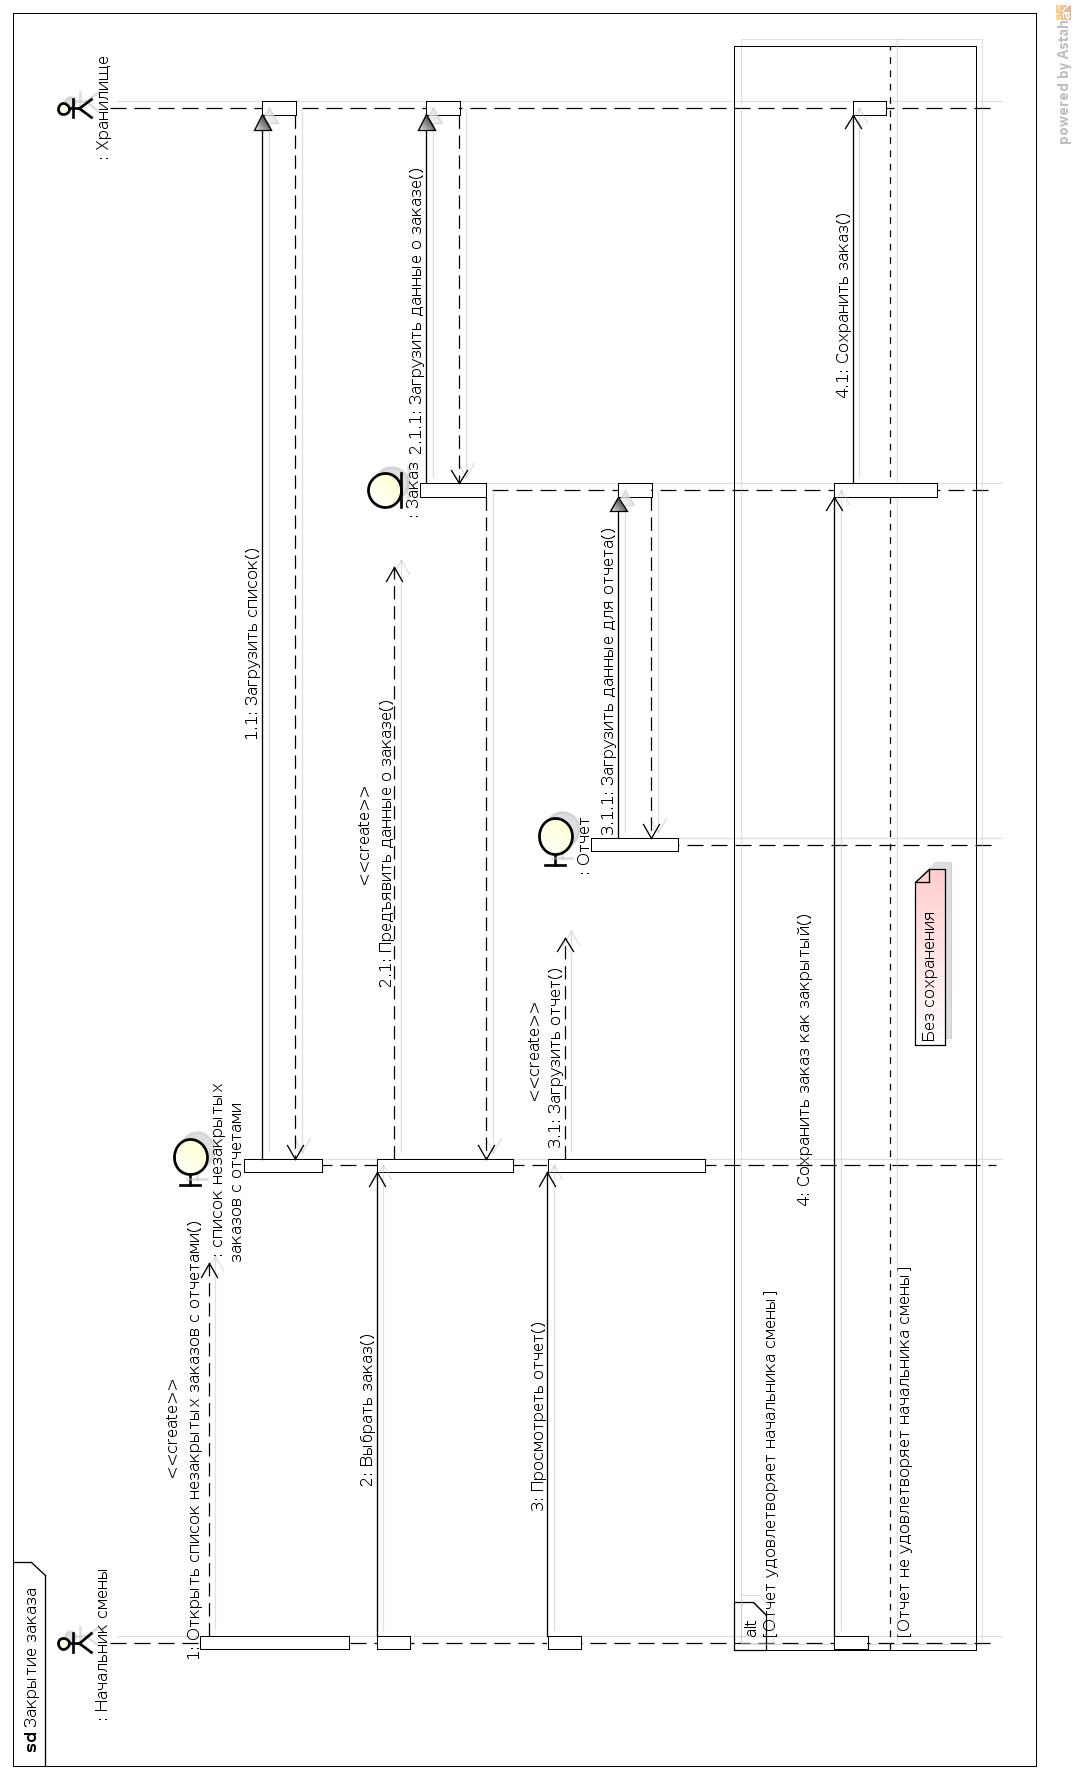 sd Закрытие заказа
: Начальник смены
: Хранилище
<<create>>
1: Открыть список незакрытых заказов с отчетами()
: список незакрытых
заказов с отчетами
1.1: Загрузить список()
2: Выбрать заказ()
<<create>>
2.1: Предъявить данные о заказе()
: Заказ
2.1.1: Загрузить данные о заказе()
3: Просмотреть отчет()
<<create>>
3.1: Загрузить отчет()
: Отчет
3.1.1: Загрузить данные для отчета()
alt
[Отчет удовлетворяет начальника смены]
4: Сохранить заказ как закрытый()
4.1: Сохранить заказ()
[Отчет не удовлетворяет начальника смены]
Без сохранения
powered by Astah